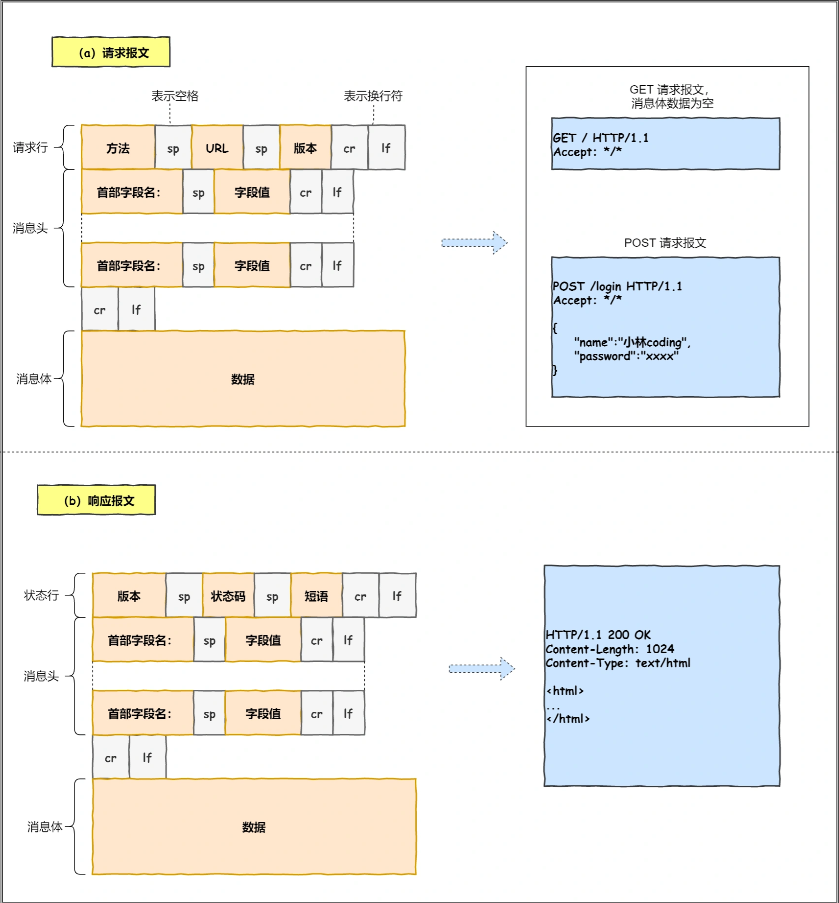 （a）请求报文
表示空格 表示换行符
请求行 方法 sp URL sp 版本 cr lf
首部字段名： sp 字段值 cr lf
消息头
首部字段名： sp 字段值 cr lf
cr lf
消息体 数据
GET 请求报文，
消息体数据为空
GET / HTTP/1.1
Accept: */*
POST 请求报文
POST /login HTTP/1.1
Accept: */*
{
"name":"小林coding",
"password":"xxxx"
}
（b）响应报文
状态行 版本 sp 状态码 sp 短语 cr lf
首部字段名： sp 字段值 cr lf
消息头
首部字段名： sp 字段值 cr lf
cr lf
消息体 数据
HTTP/1.1 200 OK
Content-Length: 1024
Content-Type: text/html
<html>
...
</html>